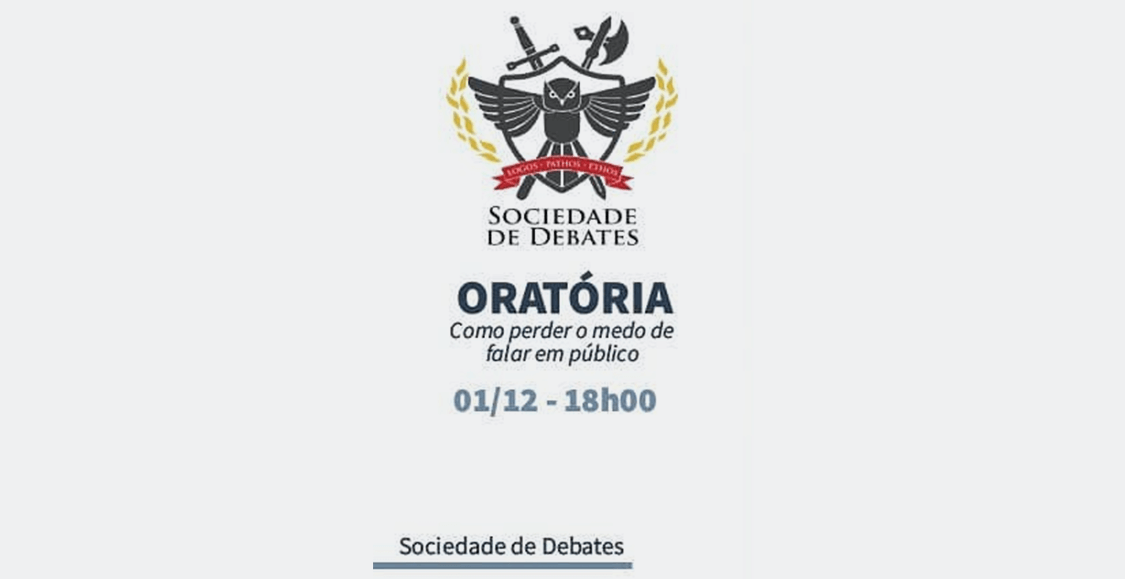 LOGOS · PATHOS · ETHOS
SOCIEDADE
DE DEBATES
ORATÓRIA
Como perder o medo de
falar em público
01/12 - 18h00
Sociedade de Debates